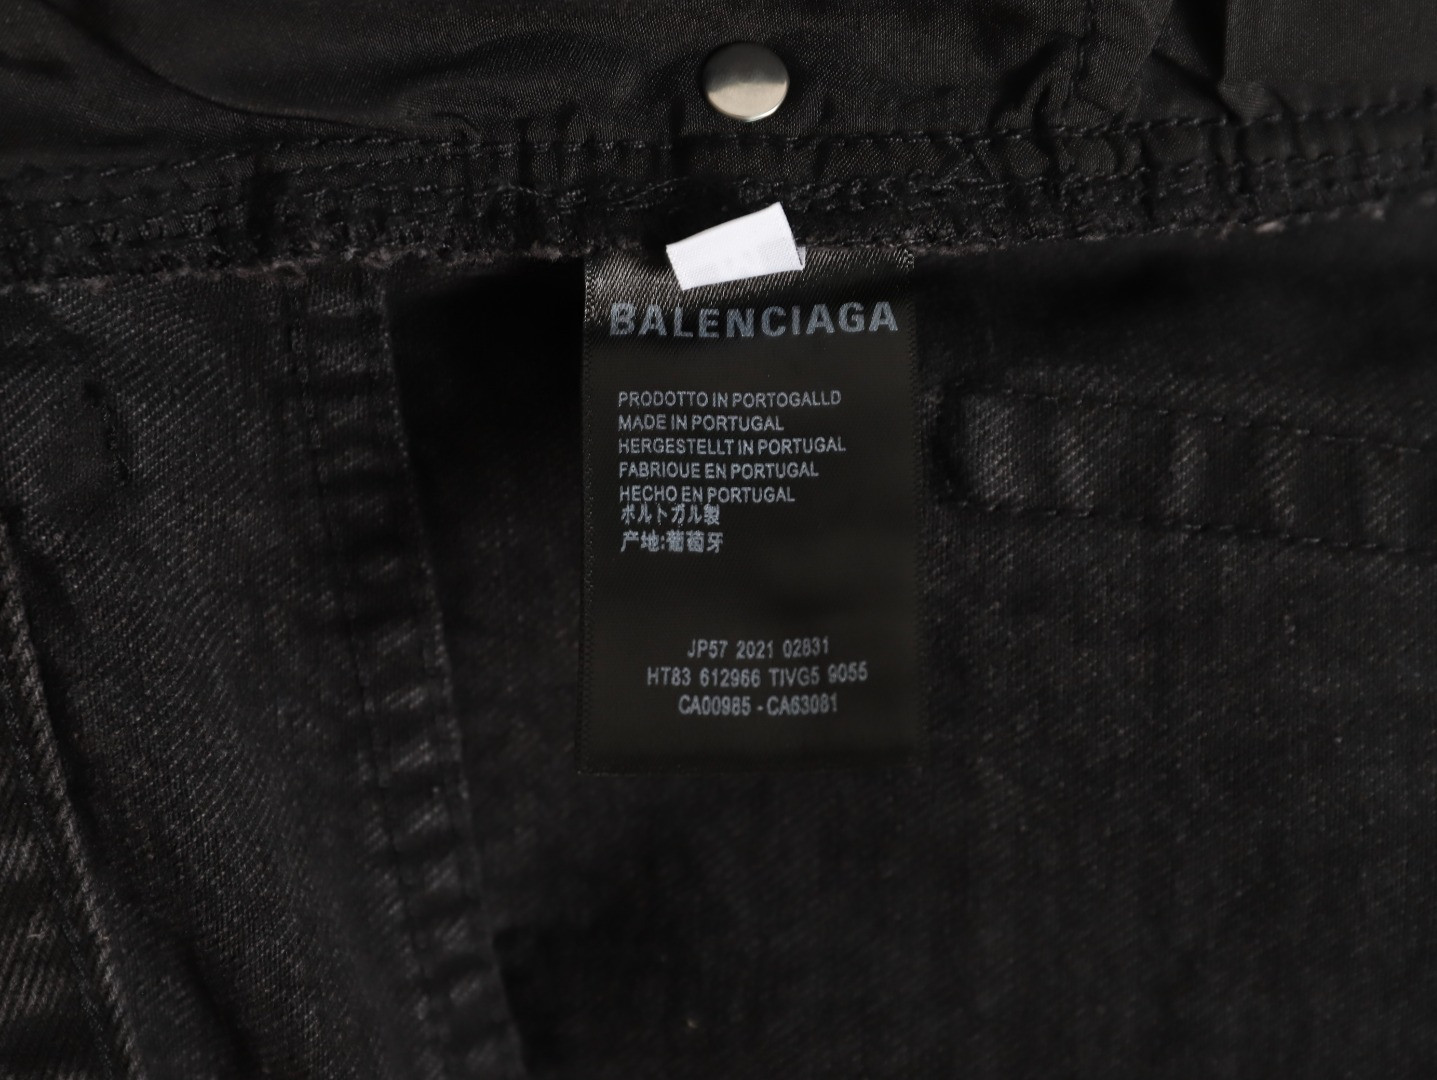 BALENCIAGA
PRODOTTO IN PORTOGALLD
MADE IN PORTUGAL
HERGESTELLT IN PORTUGAL
FABRIQUE EN PORTUGAL
HECHO EN PORTUGAL
ポルトガル製
产地:葡萄牙
JP57 2021 02831
HT83 612966 TIVG5 9055
CA00985 - CA63081